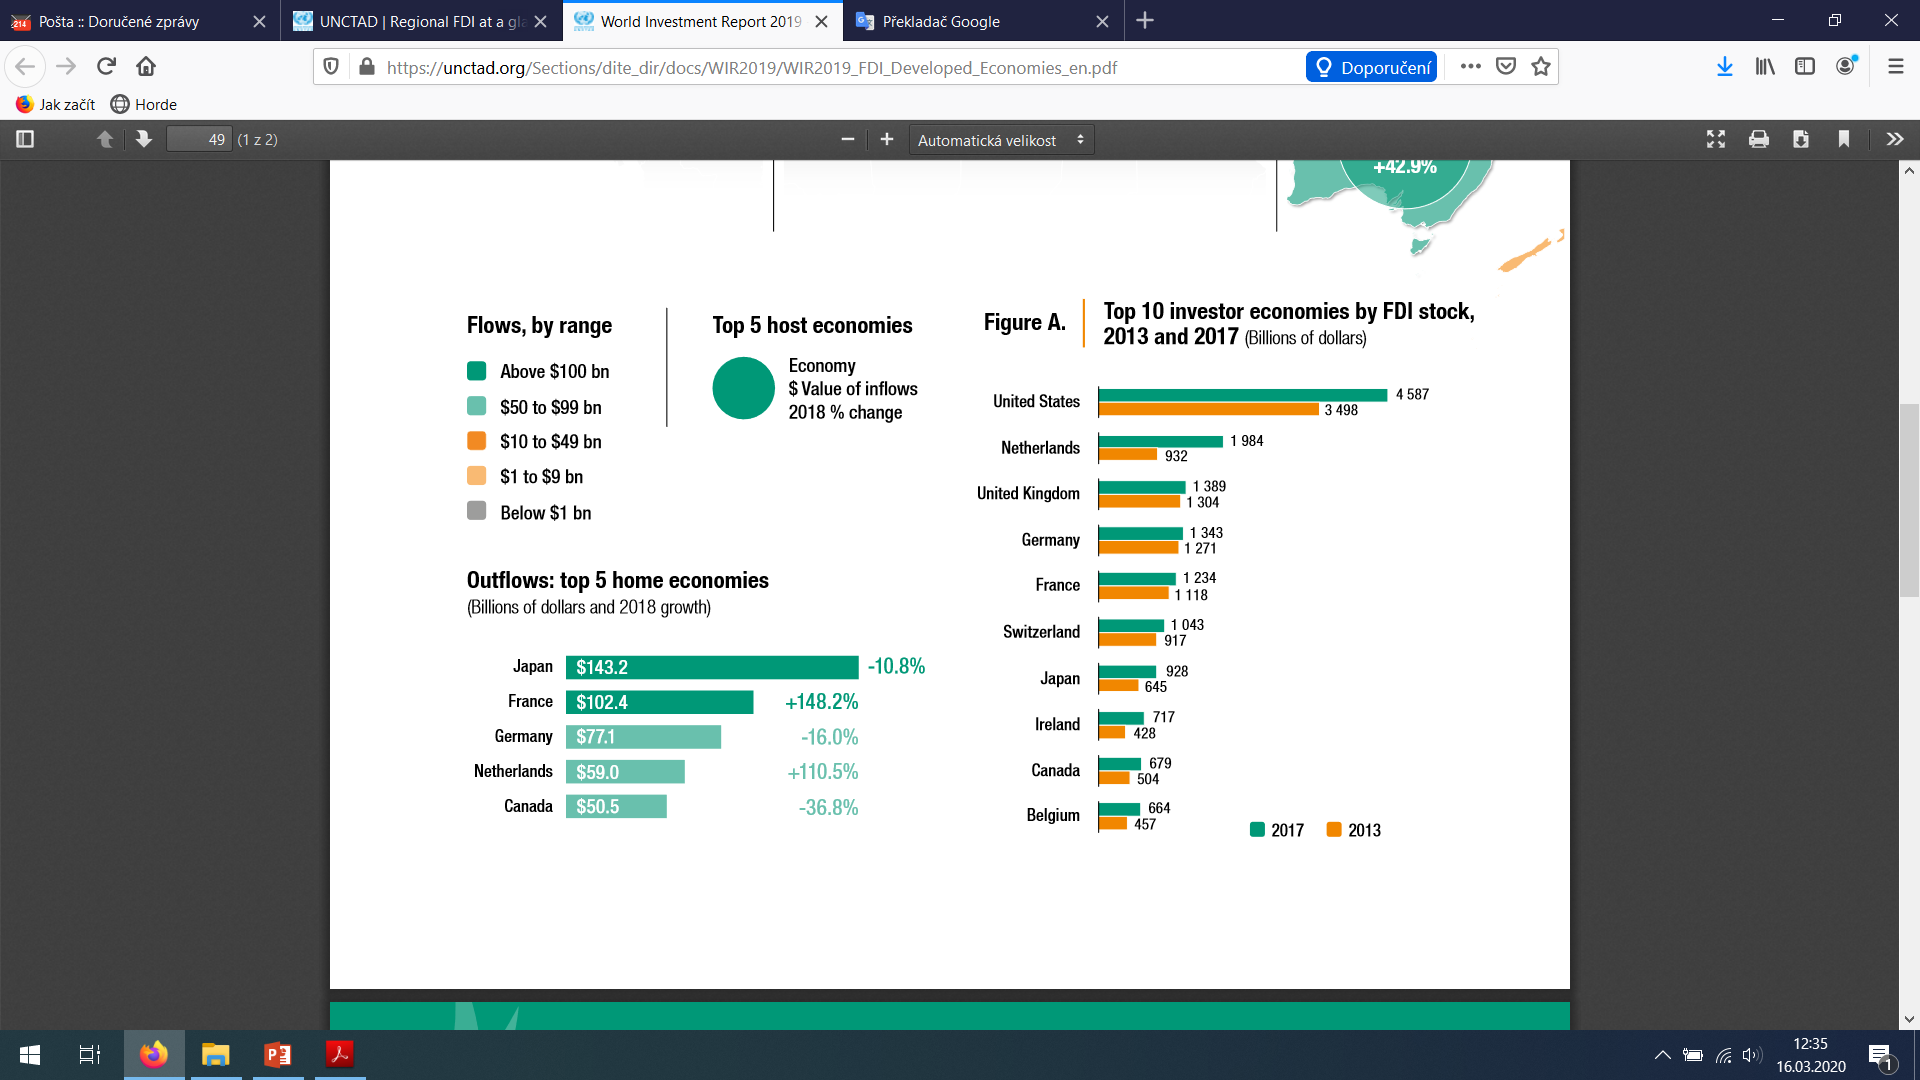 Pošta :: Doručené zprávy
UNCTAD | Regional FDI at a gla
World Investment Report 2019
Překladač Google
https://unctad.org/Sections/dite_dir/docs/WIR2019/WIR2019_FDI_Developed_Economies_en.pdf
Doporučení
Jak začít
Horde
49 (1 z 2)
Automatická velikost
+42.9%
Flows, by range
Above $100 bn
$50 to $99 bn
$10 to $49 bn
$1 to $9 bn
Below $1 bn
Top 5 host economies
Economy
$ Value of inflows
2018 % change
Outflows: top 5 home economies
(Billions of dollars and 2018 growth)
Japan $143.2 -10.8%
France $102.4 +148.2%
Germany $77.1 -16.0%
Netherlands $59.0 +110.5%
Canada $50.5 -36.8%
Figure A.
Top 10 investor economies by FDI stock,
2013 and 2017 (Billions of dollars)
United States 4 587
3 498
Netherlands 1 984
932
United Kingdom 1 389
1 304
Germany 1 343
1 271
France 1 234
1 118
Switzerland 1 043
917
Japan 928
645
Ireland 717
428
Canada 679
504
Belgium 664
457
2017 2013
12:35
16.03.2020
1